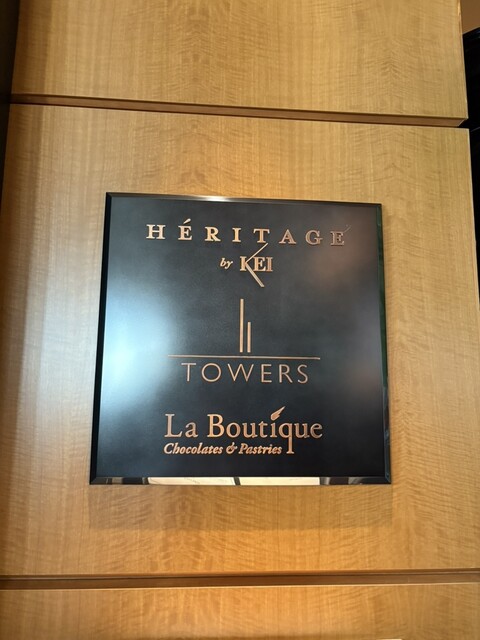 HÉRITAGE
by KEI
TOWERS
La Boutique
Chocolates & Pastries